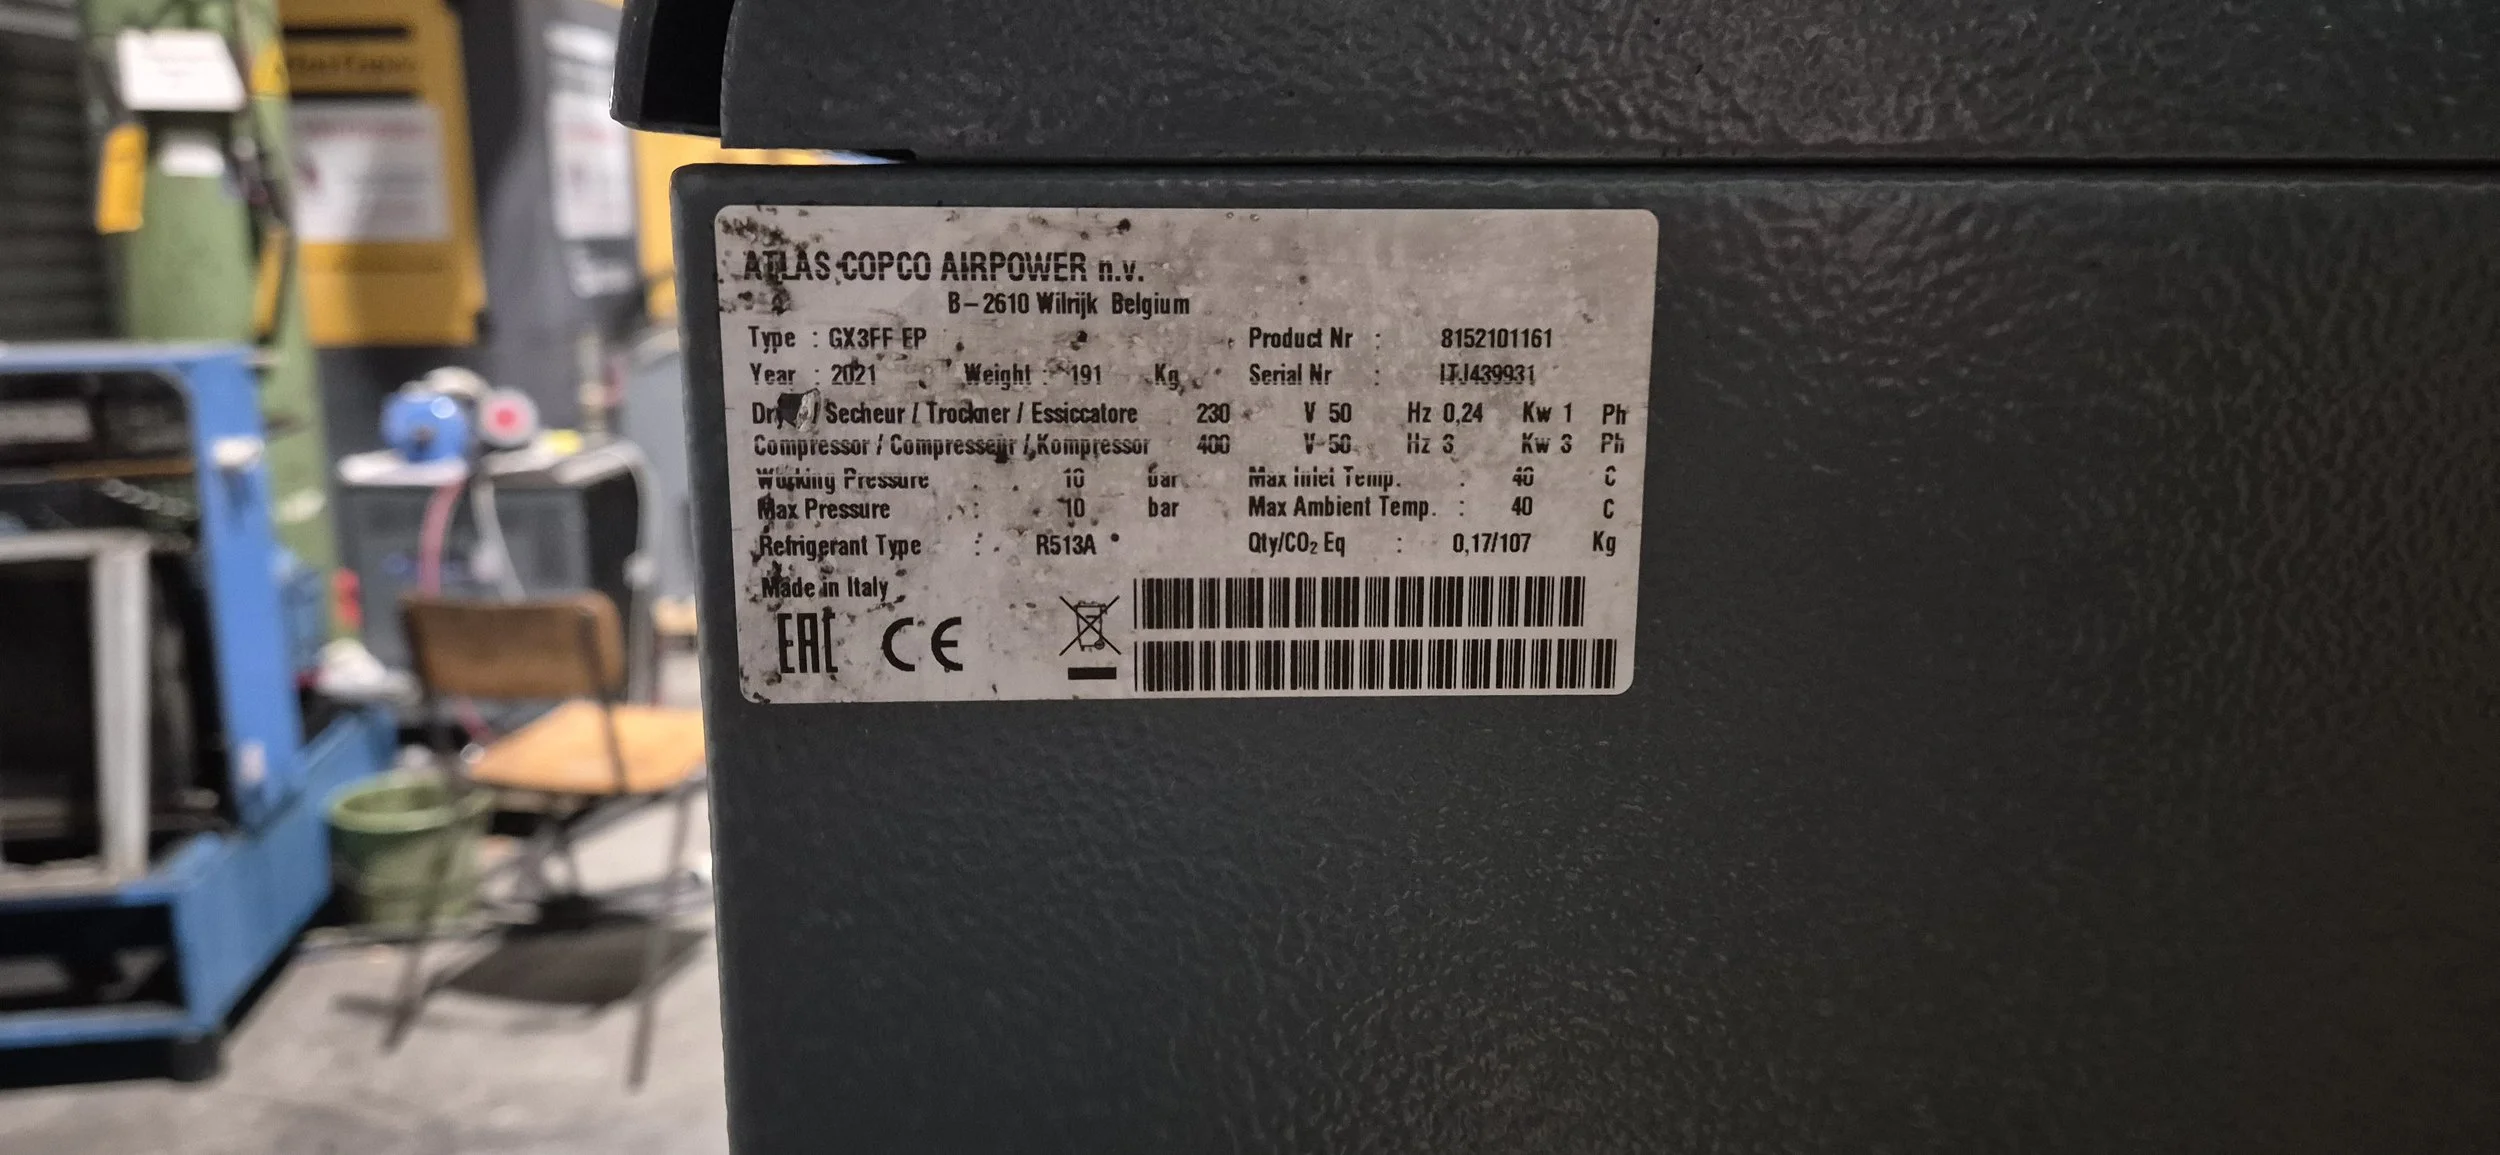 ATLAS COPCO AIRPOWER n.v.
B-2610 Wilrijk Belgium
Type : GX3FF EP Product Nr : 8152101161
Year : 2021 Weight : 191 Kg Serial Nr : ITJ439931
/ Secheur / Trockner / Essiccatore 230 V 50 Hz 0,24 Kw 1 Ph
Compressor / Compresseur / Kompressor 400 V 50 Hz 3 Kw 3 Ph
Working Pressure : 10 bar Max Inlet Temp. : 40 C
Max Pressure : 10 bar Max Ambient Temp. : 40 C
Refrigerant Type : R513A Qty/CO₂ Eq : 0,17/107 Kg
Made in Italy
EAC CE